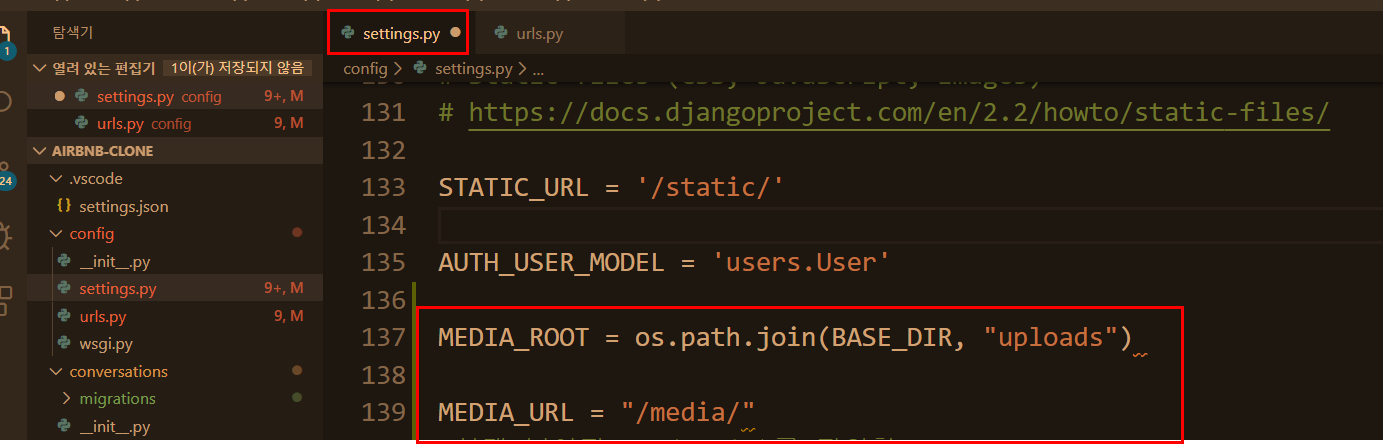 탐색기
settings.py
urls.py
열려 있는 편집기 1이(가) 저장되지 않음
config > settings.py > ...
settings.py config 9+, M
urls.py config 9, M
AIRBNB-CLONE
.vscode
settings.json
config
__init__.py
settings.py 9+, M
urls.py 9, M
wsgi.py
conversations
migrations
__init__.py
1
24
131 # https://docs.djangoproject.com/en/2.2/howto/static-files/
132
133 STATIC_URL = '/static/'
134
135 AUTH_USER_MODEL = 'users.User'
136
137 MEDIA_ROOT = os.path.join(BASE_DIR, "uploads")
138
139 MEDIA_URL = "/media/"